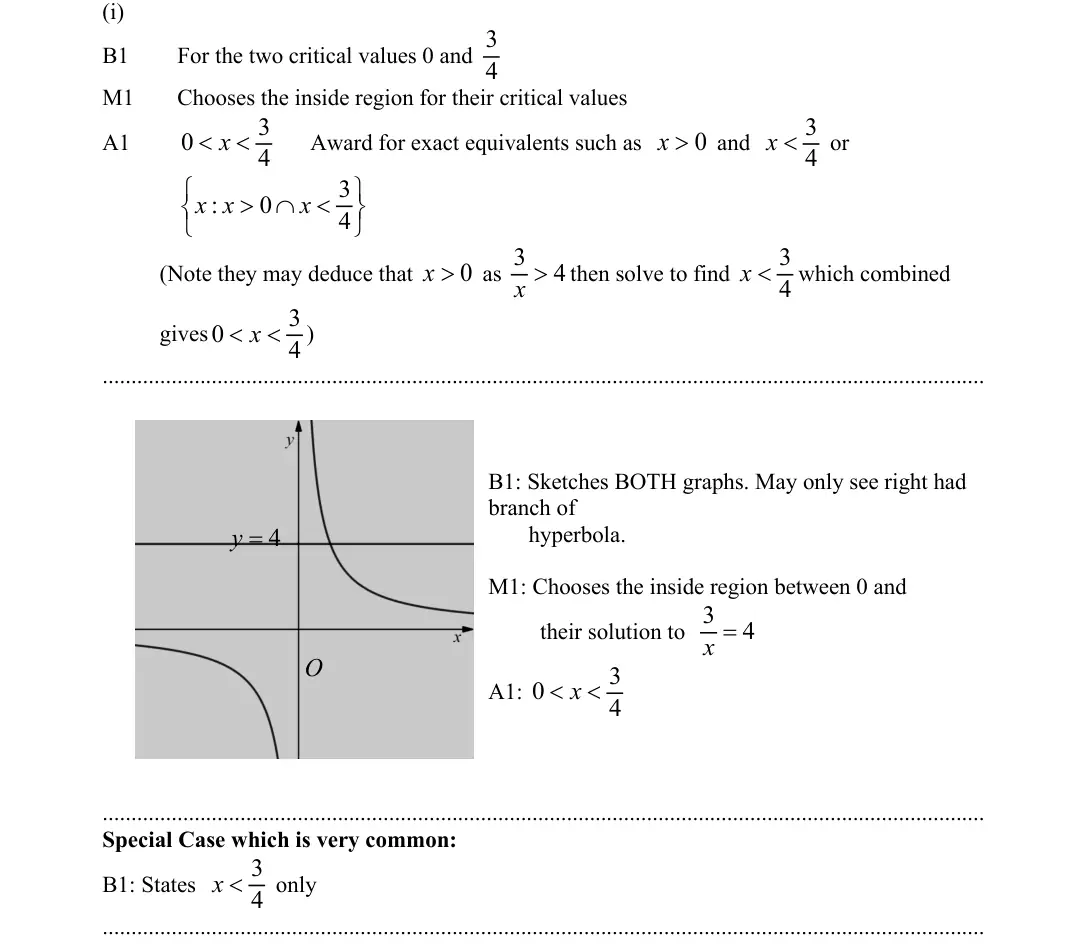 (i)
B1 For the two critical values 0 and 3/4
M1 Chooses the inside region for their critical values
A1 0 < x < 3/4 Award for exact equivalents such as x > 0 and x < 3/4 or
{x : x > 0 ∩ x < 3/4}
(Note they may deduce that x > 0 as 3/x > 4 then solve to find x < 3/4 which combined
gives 0 < x < 3/4)
y
y = 4
x
O
B1: Sketches BOTH graphs. May only see right had
branch of
hyperbola.
M1: Chooses the inside region between 0 and
their solution to 3/x = 4
A1: 0 < x < 3/4
Special Case which is very common:
B1: States x < 3/4 only